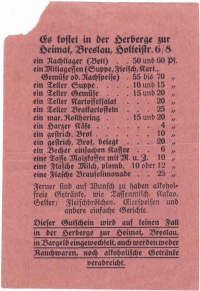 Es kostet in der Herberge zur
Heimat, Breslau, Holteistr. 6/8
ein Nachtlager (Bett) . 50 und 60 Pf.
ein Mittagessen (Suppe, Fleisch, Kart.,
Gemüse od. Nachspeise) 55 bis 70 „
ein Teller Suppe . . 10 und 15 „
ein Teller Gemüse . . 15 und 20 „
ein Teller Kartoffelsalat . . 20 „
ein Teller Bratkartoffeln . . 25 „
ein mar. Rollhering . . 15 und 20 „
ein Harzer Käse . . 4 „
ein gestrich. Brot . . 10 „
ein gestrich. Brot, belegt . . 20 „
ein Becher einfachen Kaffee . . 6 „
eine Tasse Malzkaffee mit M. u. Z. 10 „
eine Flasche Milch, plomb. 10 oder 12 „
eine Flasche Brauselimonade . . 25 „
Ferner sind auf Wunsch zu haben alkohol-
freie Getränke, wie Tassenmilch Kakao,
Selter; Fleischbrötchen, Eierspeisen und
andere einfache Gerichte.
Dieser Gutschein wird auf keinen Fall
in der Herberge zur Heimat, Breslau,
in Bargeld eingewechselt, auch werden weder
Rauchwaren, noch alkoholische Getränke
verabreicht.